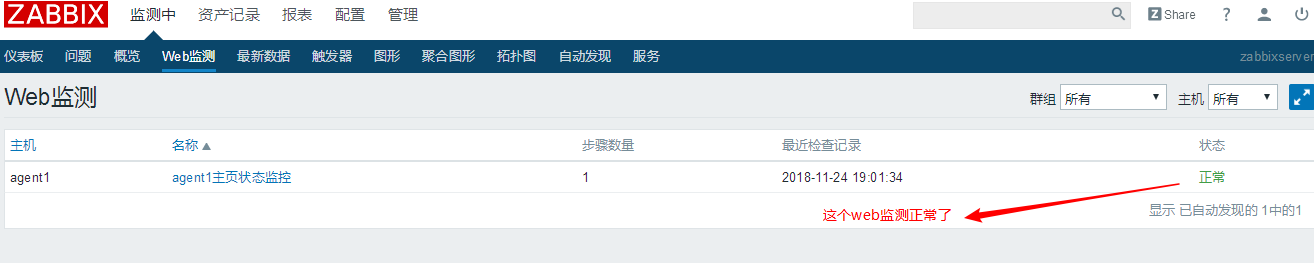 ZABBIX 监测中 资产记录 报表 配置 管理 Z Share ?
仪表板 问题 概览 Web监测 最新数据 触发器 图形 聚合图形 拓扑图 自动发现 服务 zabbixserver
Web监测 群组 所有 主机 所有
主机 名称 步骤数量 最近检查记录 状态
agent1 agent1主页状态监控 1 2018-11-24 19:01:34 正常
这个web监测正常了 显示 已自动发现的 1中的1